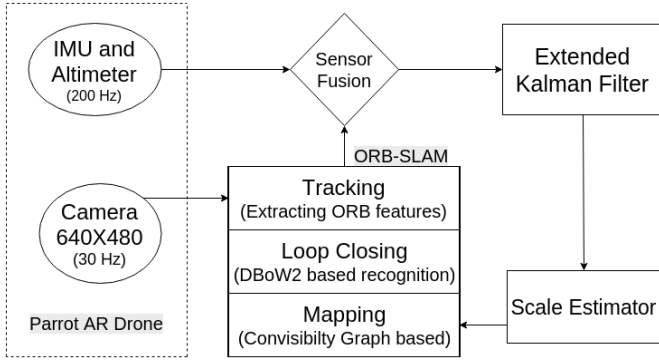 IMU and
Altimeter
(200 Hz)
Sensor
Fusion
Extended
Kalman Filter
ORB-SLAM
Camera
640X480
(30 Hz)
Tracking
(Extracting ORB features)
Loop Closing
(DBoW2 based recognition)
Mapping
(Convisibilty Graph based)
Scale Estimator
Parrot AR Drone